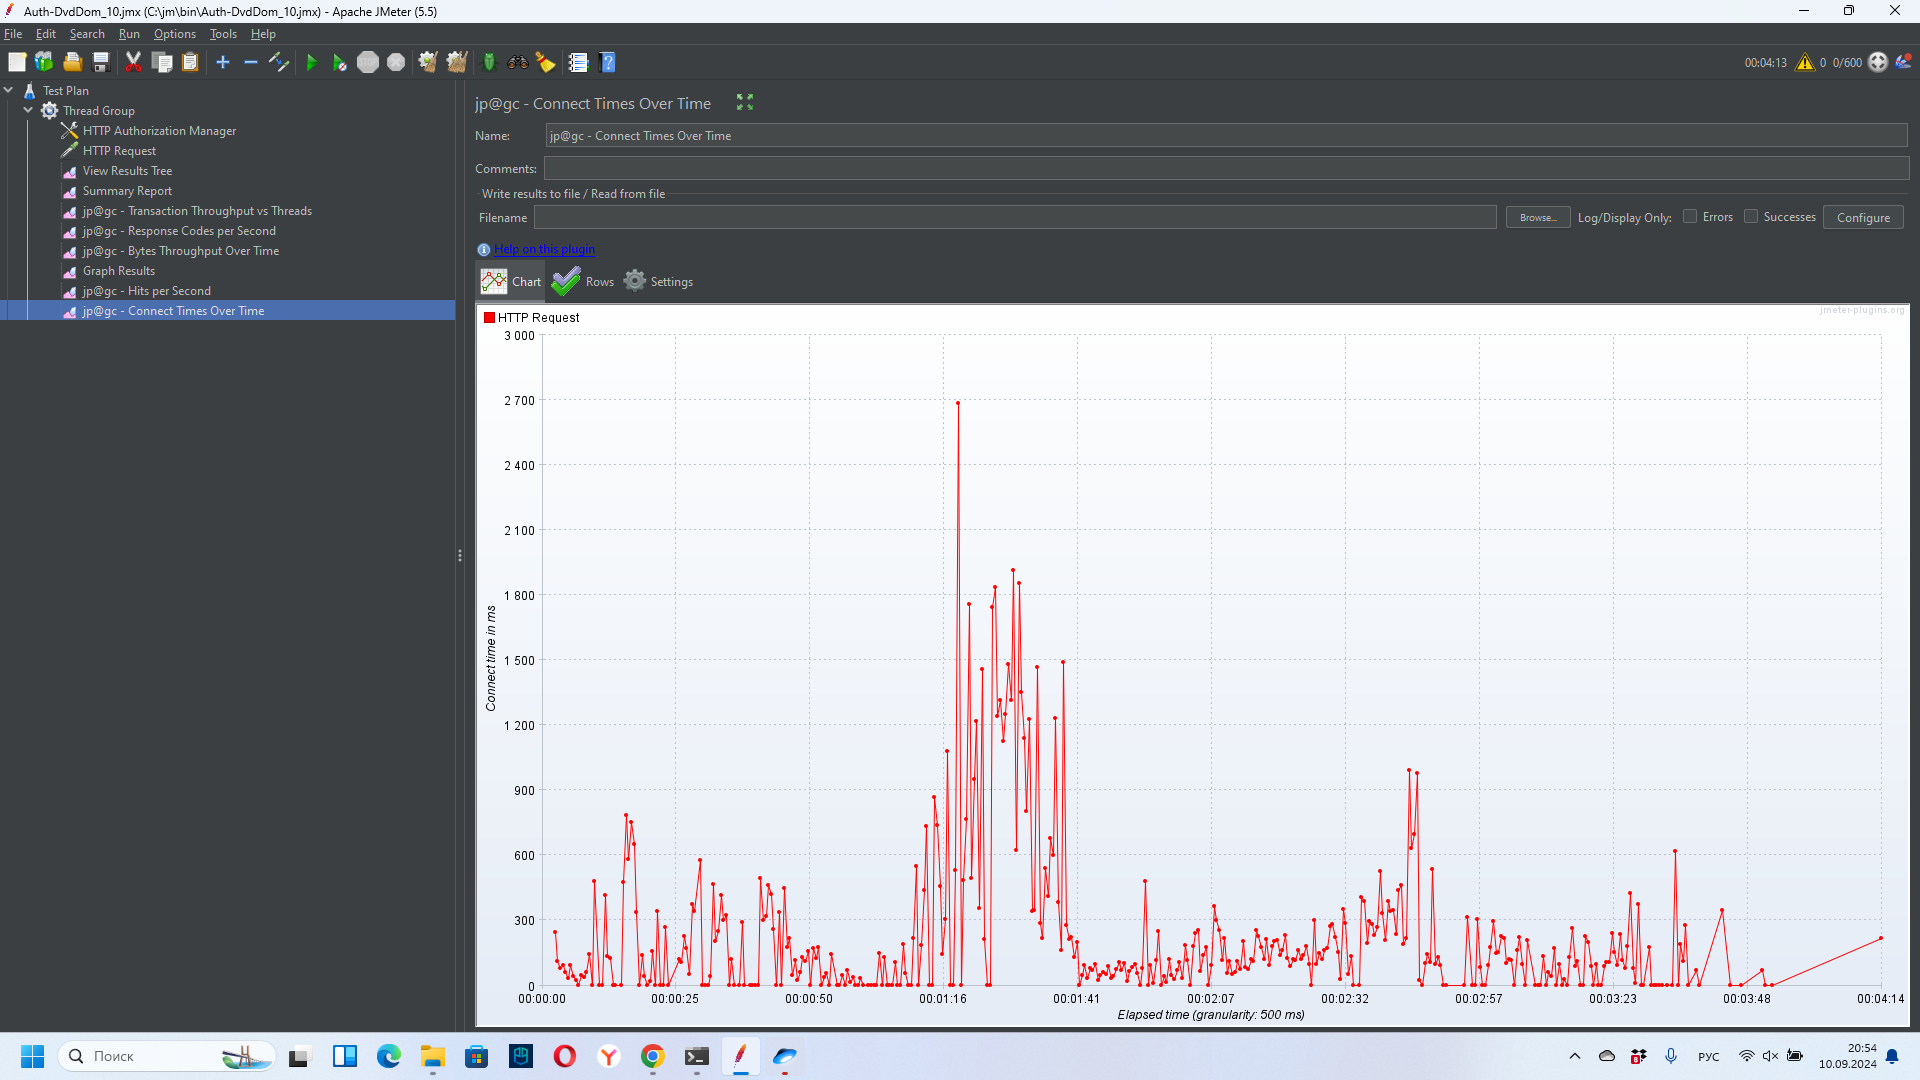 Auth-DvdDom_10.jmx (C:\jm\bin\Auth-DvdDom_10.jmx) - Apache JMeter (5.5)
File Edit Search Run Options Tools Help
STOP 00:04:13 0 0/600
Test Plan
Thread Group
HTTP Authorization Manager
HTTP Request
View Results Tree
Summary Report
jp@gc - Transaction Throughput vs Threads
jp@gc - Response Codes per Second
jp@gc - Bytes Throughput Over Time
Graph Results
jp@gc - Hits per Second
jp@gc - Connect Times Over Time
jp@gc - Connect Times Over Time
Name: jp@gc - Connect Times Over Time
Comments:
Write results to file / Read from file
Filename Browse... Log/Display Only: Errors Successes Configure
Help on this plugin
Chart Rows Settings
jmeter-plugins.org
HTTP Request
3 000
2 700
2 400
2 100
1 800
1 500
1 200
900
600
300
0
Connect time in ms
00:00:00 00:00:25 00:00:50 00:01:16 00:01:41 00:02:07 00:02:32 00:02:57 00:03:23 00:03:48 00:04:14
Elapsed time (granularity: 500 ms)
Поиск
РУС
20:54
10.09.2024